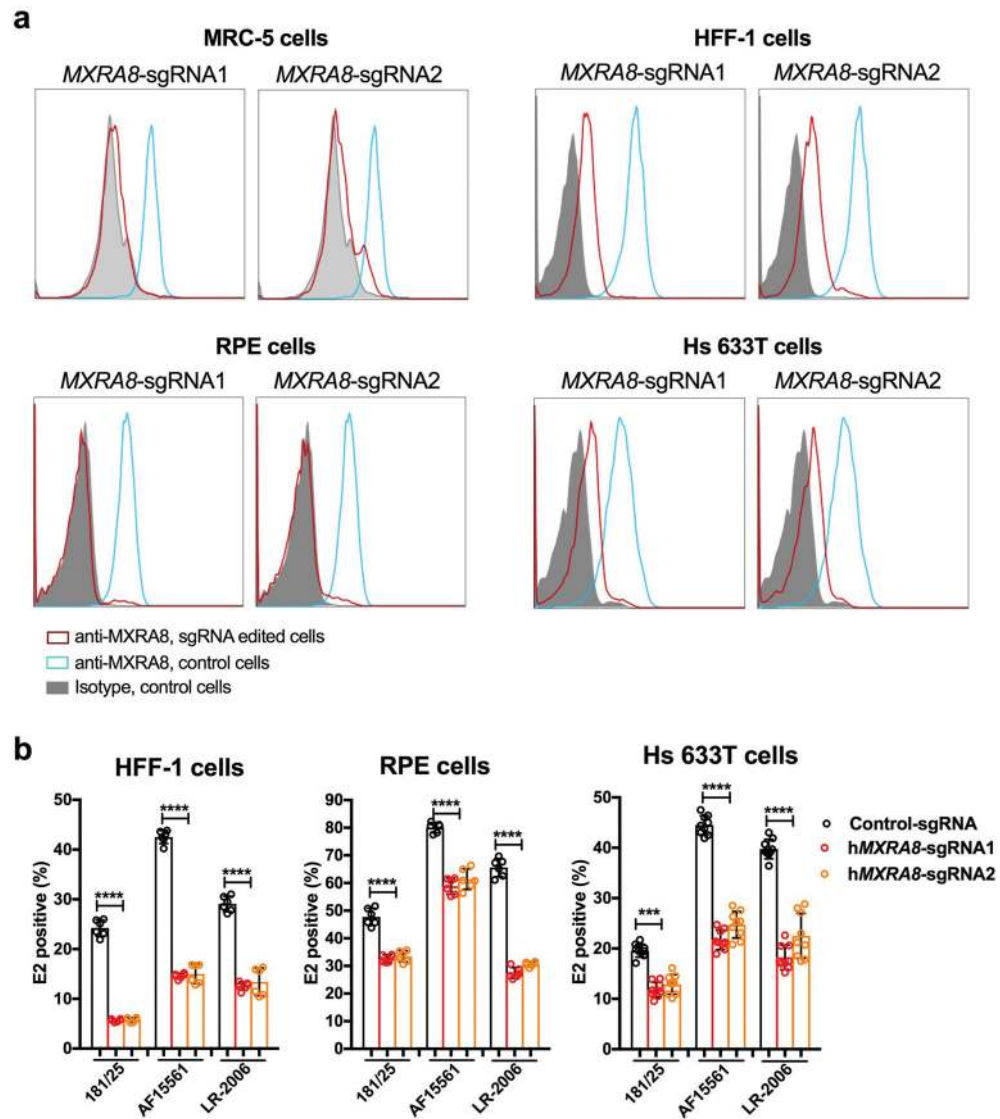 a
MRC-5 cells
HFF-1 cells
MXRA8-sgRNA1 MXRA8-sgRNA2
MXRA8-sgRNA1 MXRA8-sgRNA2
RPE cells
Hs 633T cells
MXRA8-sgRNA1 MXRA8-sgRNA2
MXRA8-sgRNA1 MXRA8-sgRNA2
anti-MXRA8, sgRNA edited cells
anti-MXRA8, control cells
Isotype, control cells
b
HFF-1 cells
E2 positive (%)
50
40
30
20
10
0
****
****
****
181/25
AF15561
LR-2006
RPE cells
E2 positive (%)
90
80
70
60
50
40
30
20
10
0
****
****
****
181/25
AF15561
LR-2006
Hs 633T cells
E2 positive (%)
50
40
30
20
10
0
***
****
****
181/25
AF15561
LR-2006
Control-sgRNA
hMXRA8-sgRNA1
hMXRA8-sgRNA2